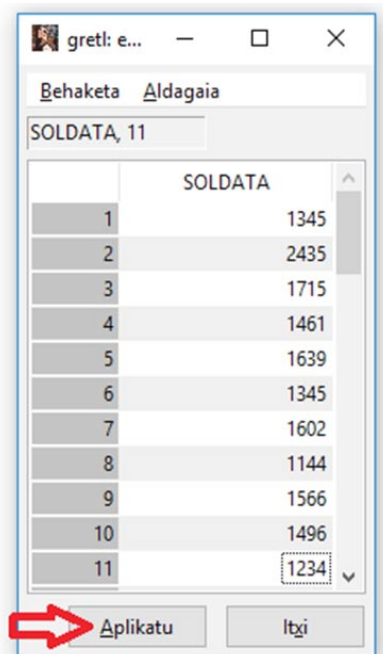 gretl: e...
Behaketa Aldagaia
SOLDATA, 11
SOLDATA
1 1345
2 2435
3 1715
4 1461
5 1639
6 1345
7 1602
8 1144
9 1566
10 1496
11 1234
Aplikatu Itxi